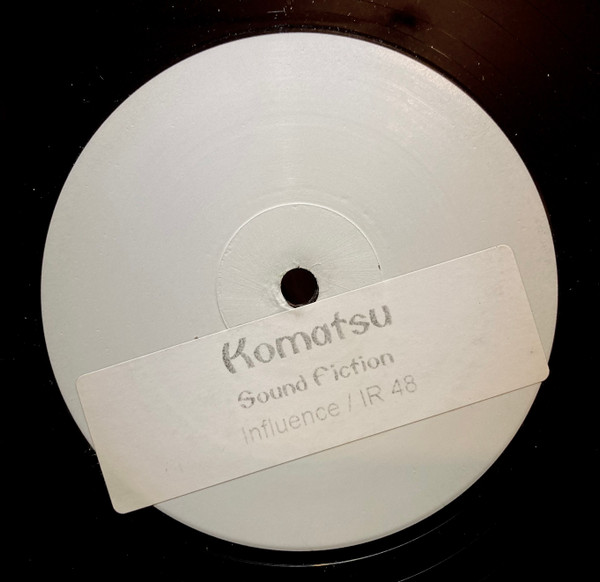 Komatsu
Sound Fiction
Influence / IR 48